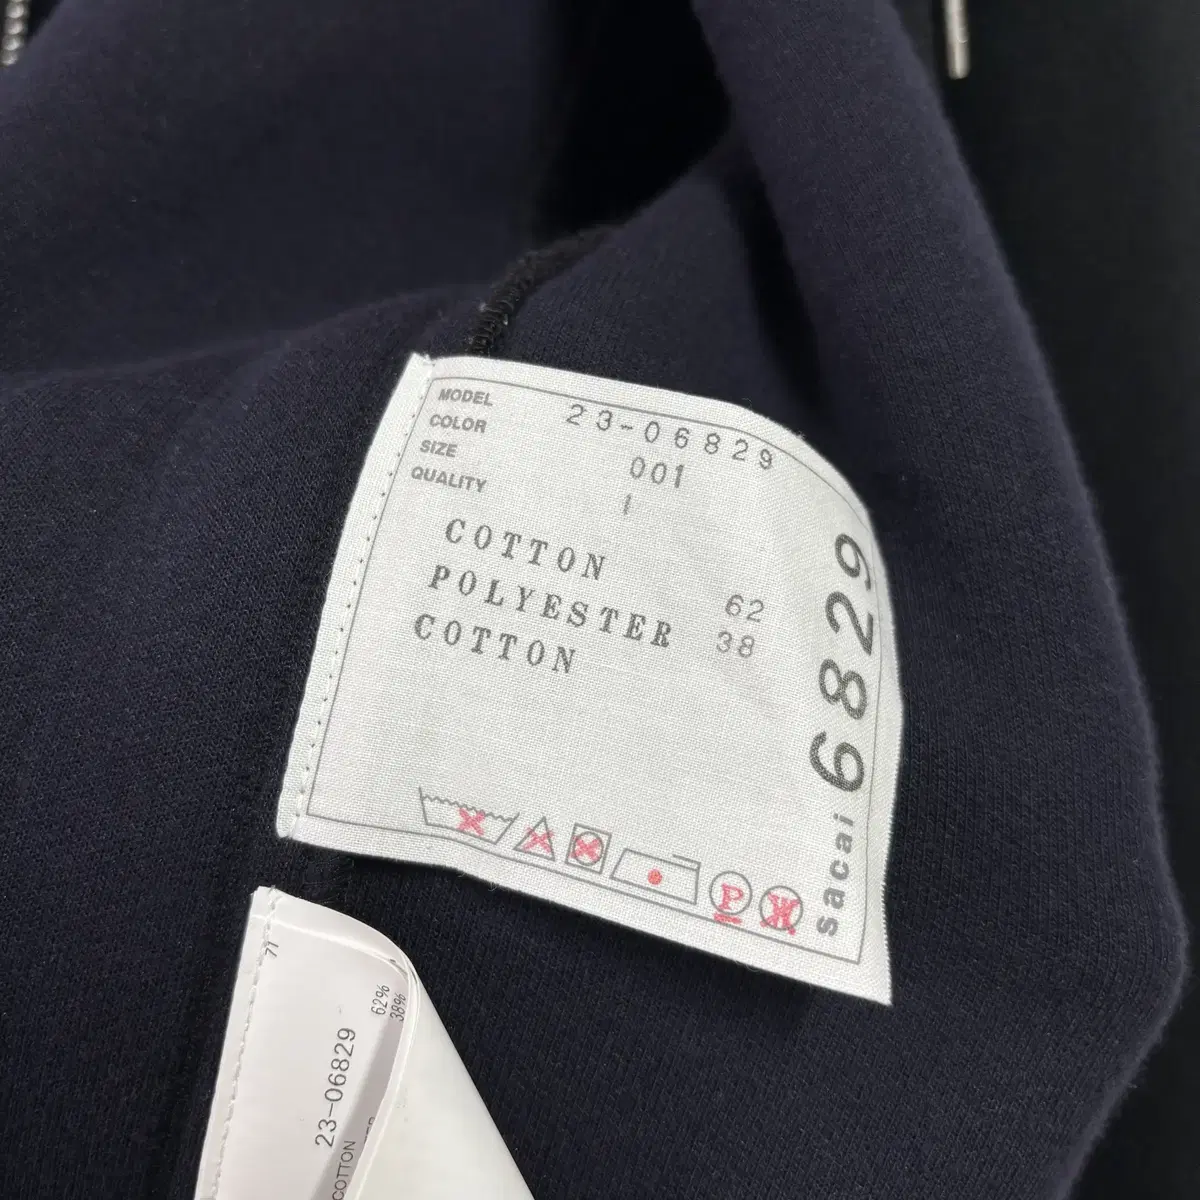 MODEL 23-06829
COLOR 001
SIZE 1
QUALITY
COTTON 62
POLYESTER 38
COTTON
P
sacai 6829
71
62%
38%
23-06829
COTTON